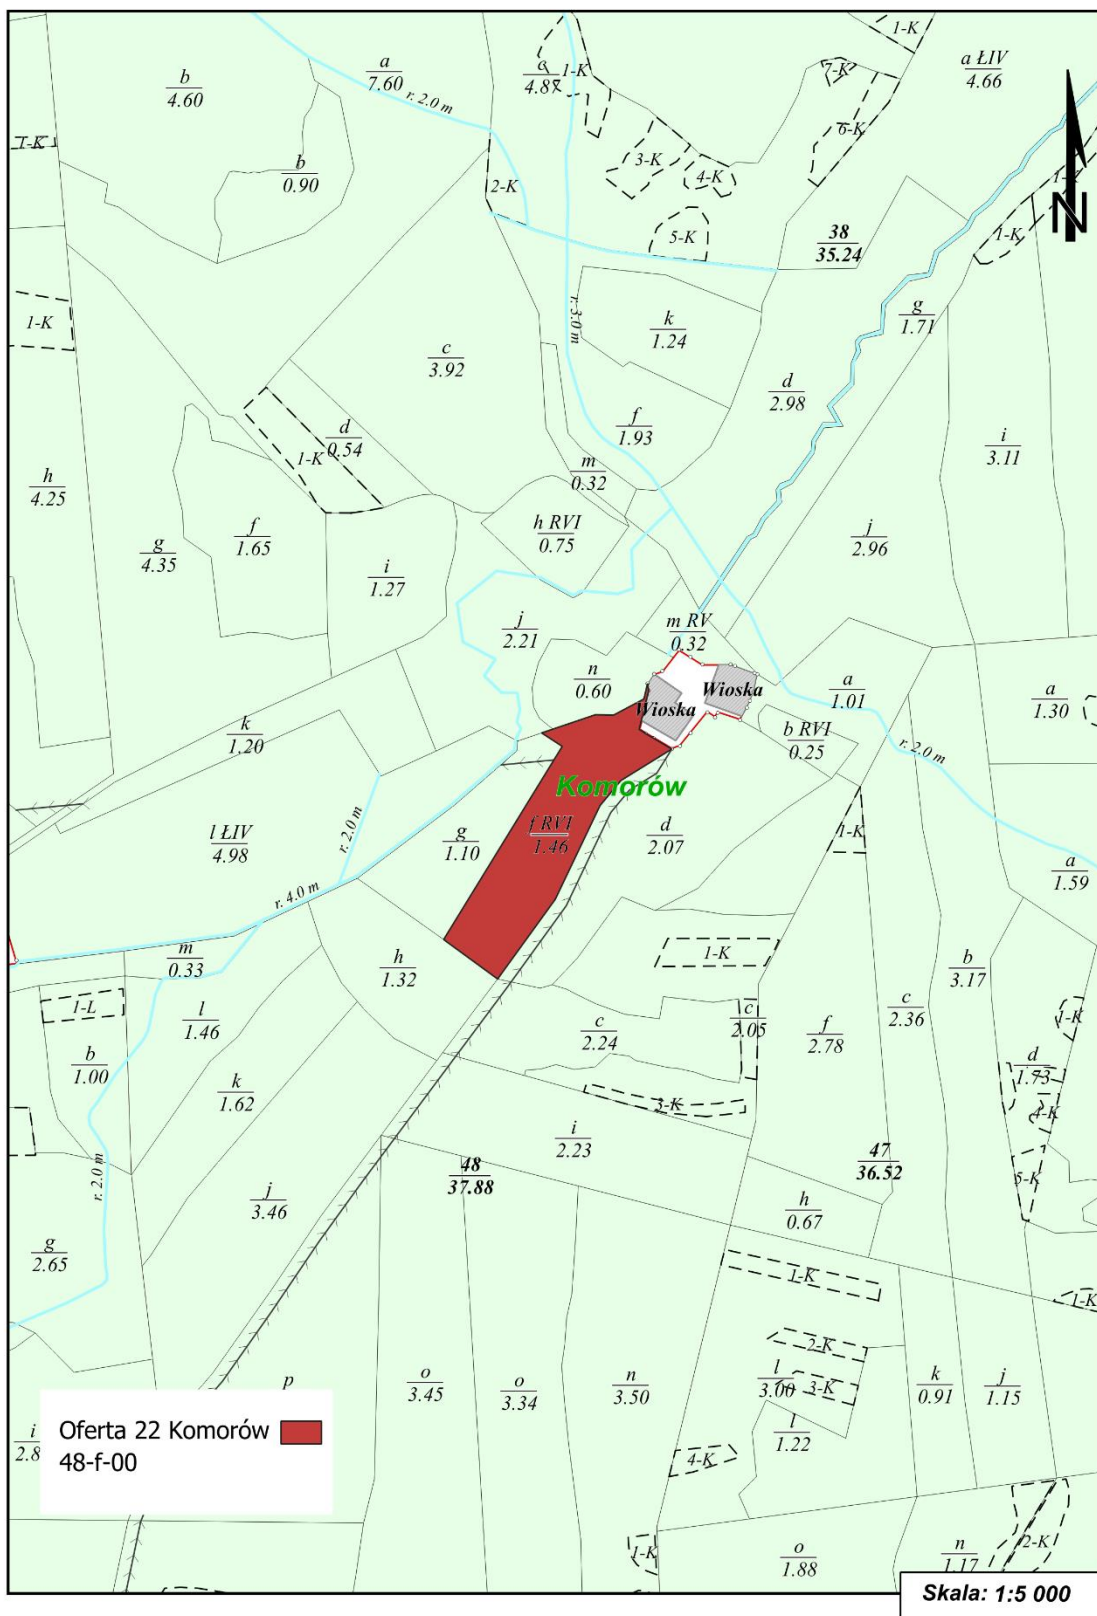 1-K
a ŁIV
4.66
b
4.60
a
7.60
r. 2.0 m
4.87
1-K
7-K
6-K
1-K
b
0.90
2-K
3-K
4-K
5-K
38
35.24
1-K
1-K
r. 3.0 m
k
1.24
g
1.71
c
3.92
d
2.98
d
0.54
1-K
f
1.93
i
3.11
m
0.32
h
4.25
g
4.35
f
1.65
h RVI
0.75
j
2.96
i
1.27
j
2.21
m RV
0.32
n
0.60
Wioska
Wioska
a
1.01
a
1.30
k
1.20
b RVI
0.25
r. 2.0 m
Komorów
l ŁIV
4.98
r. 2.0 m
g
1.10
f RVI
1.46
d
2.07
1-K
a
1.59
r. 4.0 m
m
0.33
h
1.32
1-K
b
3.17
1-L
l
1.46
c
2.24
c
2.05
f
2.78
c
2.36
1-K
b
1.00
k
1.62
3-K
d
1.73
4-K
i
2.23
48
37.88
47
36.52
5-K
r. 2.0 m
j
3.46
h
0.67
g
2.65
1-K
1-K
2-K
p
o
3.45
o
3.34
n
3.50
l
3.00
3-K
k
0.91
j
1.15
i
2.8
l
1.22
4-K
Oferta 22 Komorów
48-f-00
1-K
o
1.88
n
1.17
2-K
Skala: 1:5 000